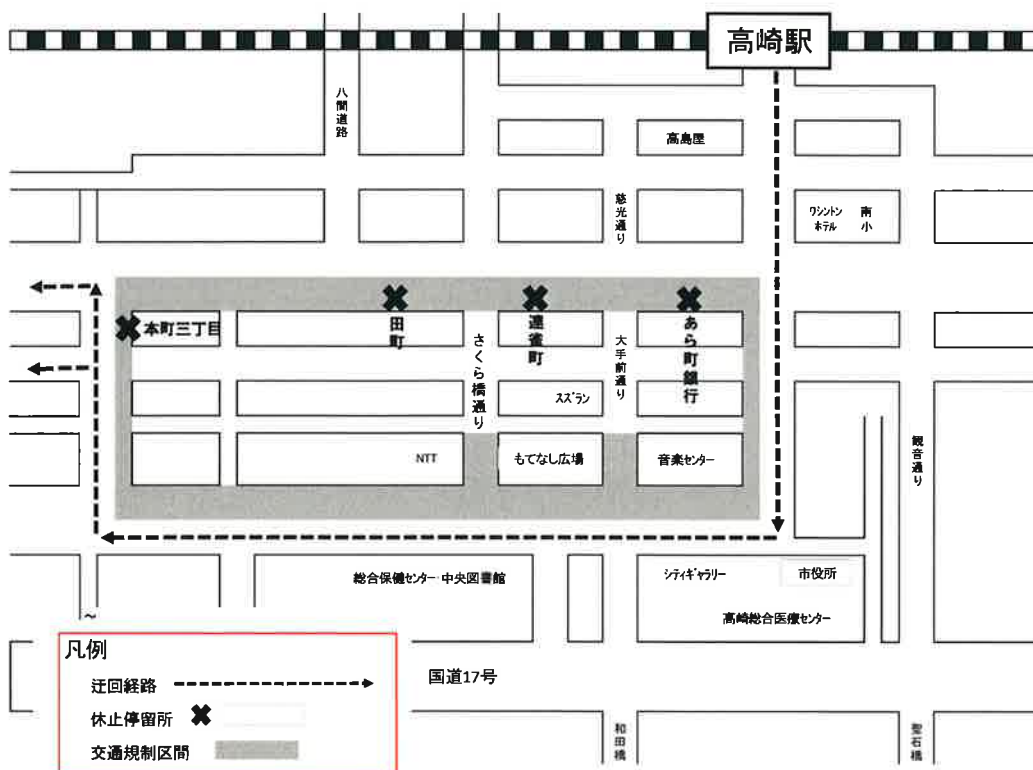 高崎駅
八間道路
高島屋
慈光通り
ワシントン
ホテル
南
小
本町三丁目
田町
連雀町
あら町銀行
さくら橋通り
大手前通り
スズラン
NTT
もてなし広場
音楽センター
観音通り
総合保健センター・中央図書館
シティギャラリー
市役所
高崎総合医療センター
~
凡例
迂回経路
休止停留所
交通規制区間
国道17号
和田橋
聖石橋